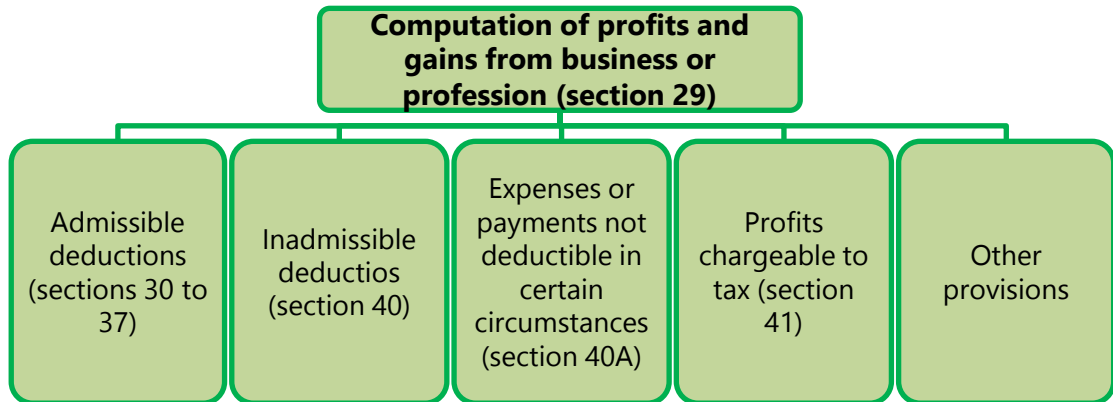 Computation of profits and
gains from business or
profession (section 29)
Admissible
deductions
(sections 30 to
37)
Inadmissible
deductios
(section 40)
Expenses or
payments not
deductible in
certain
circumstances
(section 40A)
Profits
chargeable to
tax (section
41)
Other
provisions